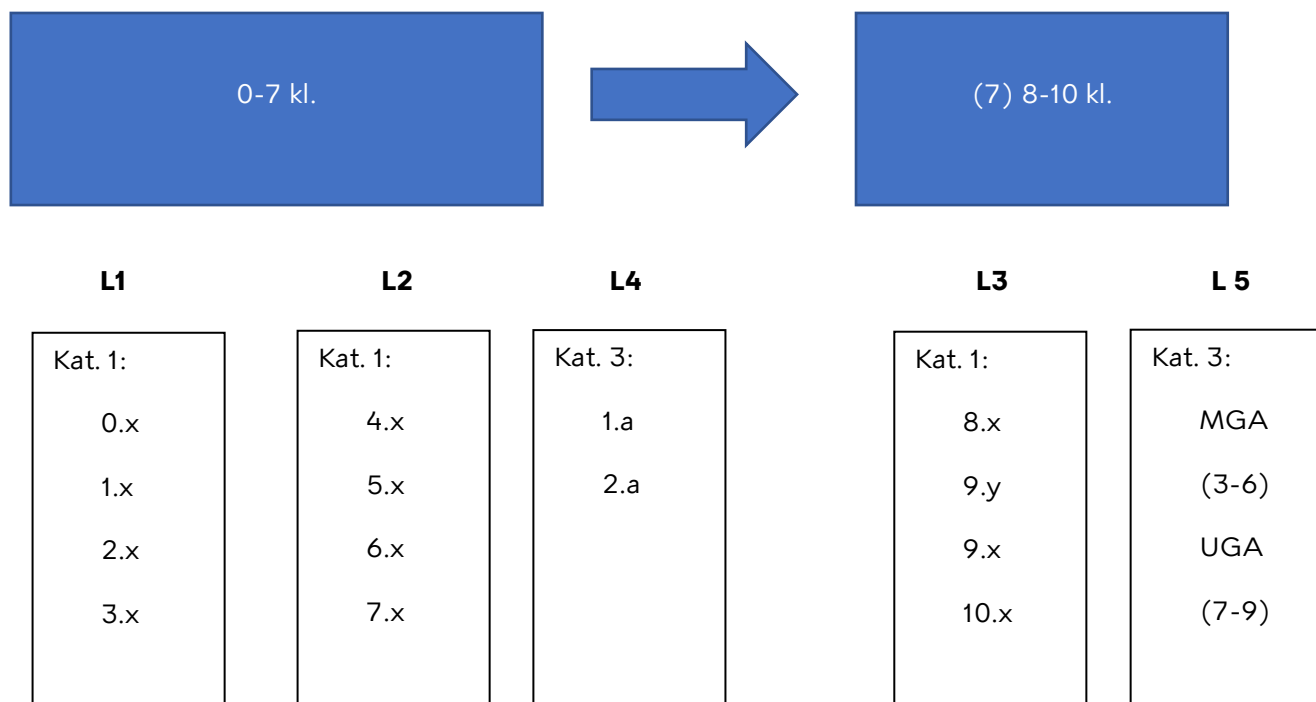 0-7 kl.
(7) 8-10 kl.
L1
L2
L4
L3
L 5
Kat. 1:
0.x
1.x
2.x
3.x
Kat. 1:
4.x
5.x
6.x
7.x
Kat. 3:
1.a
2.a
Kat. 1:
8.x
9.y
9.x
10.x
Kat. 3:
MGA
(3-6)
UGA
(7-9)